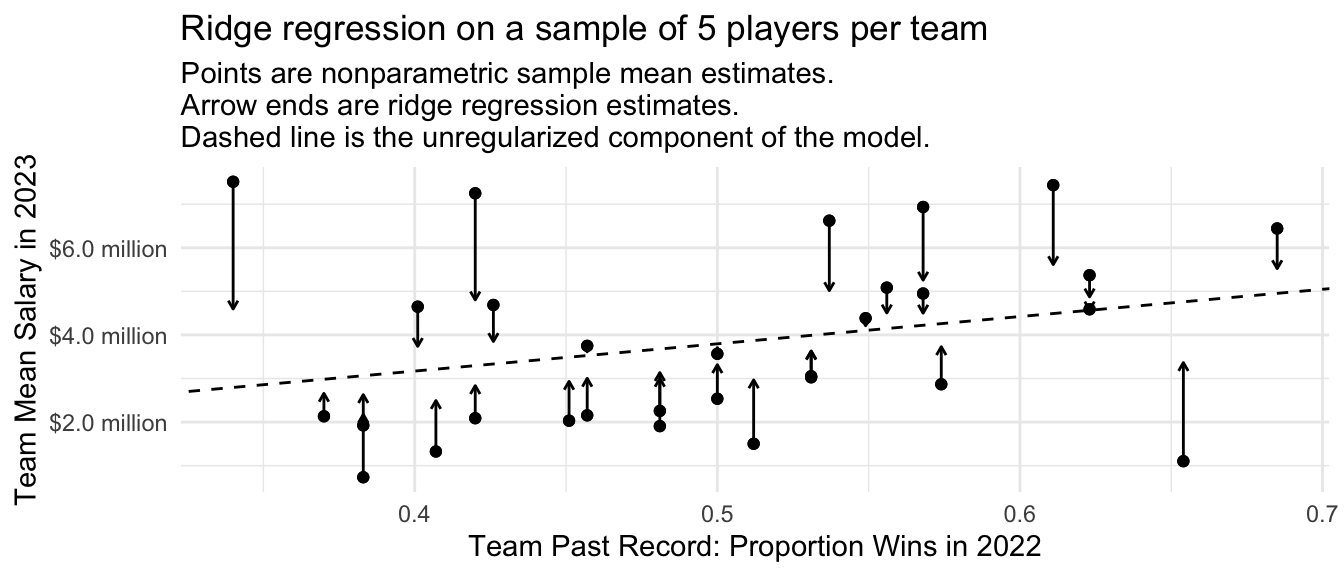 Ridge regression on a sample of 5 players per team
Points are nonparametric sample mean estimates.
Arrow ends are ridge regression estimates.
Dashed line is the unregularized component of the model.
Team Mean Salary in 2023
$6.0 million
$4.0 million
$2.0 million
0.4
0.5
0.6
0.7
Team Past Record: Proportion Wins in 2022